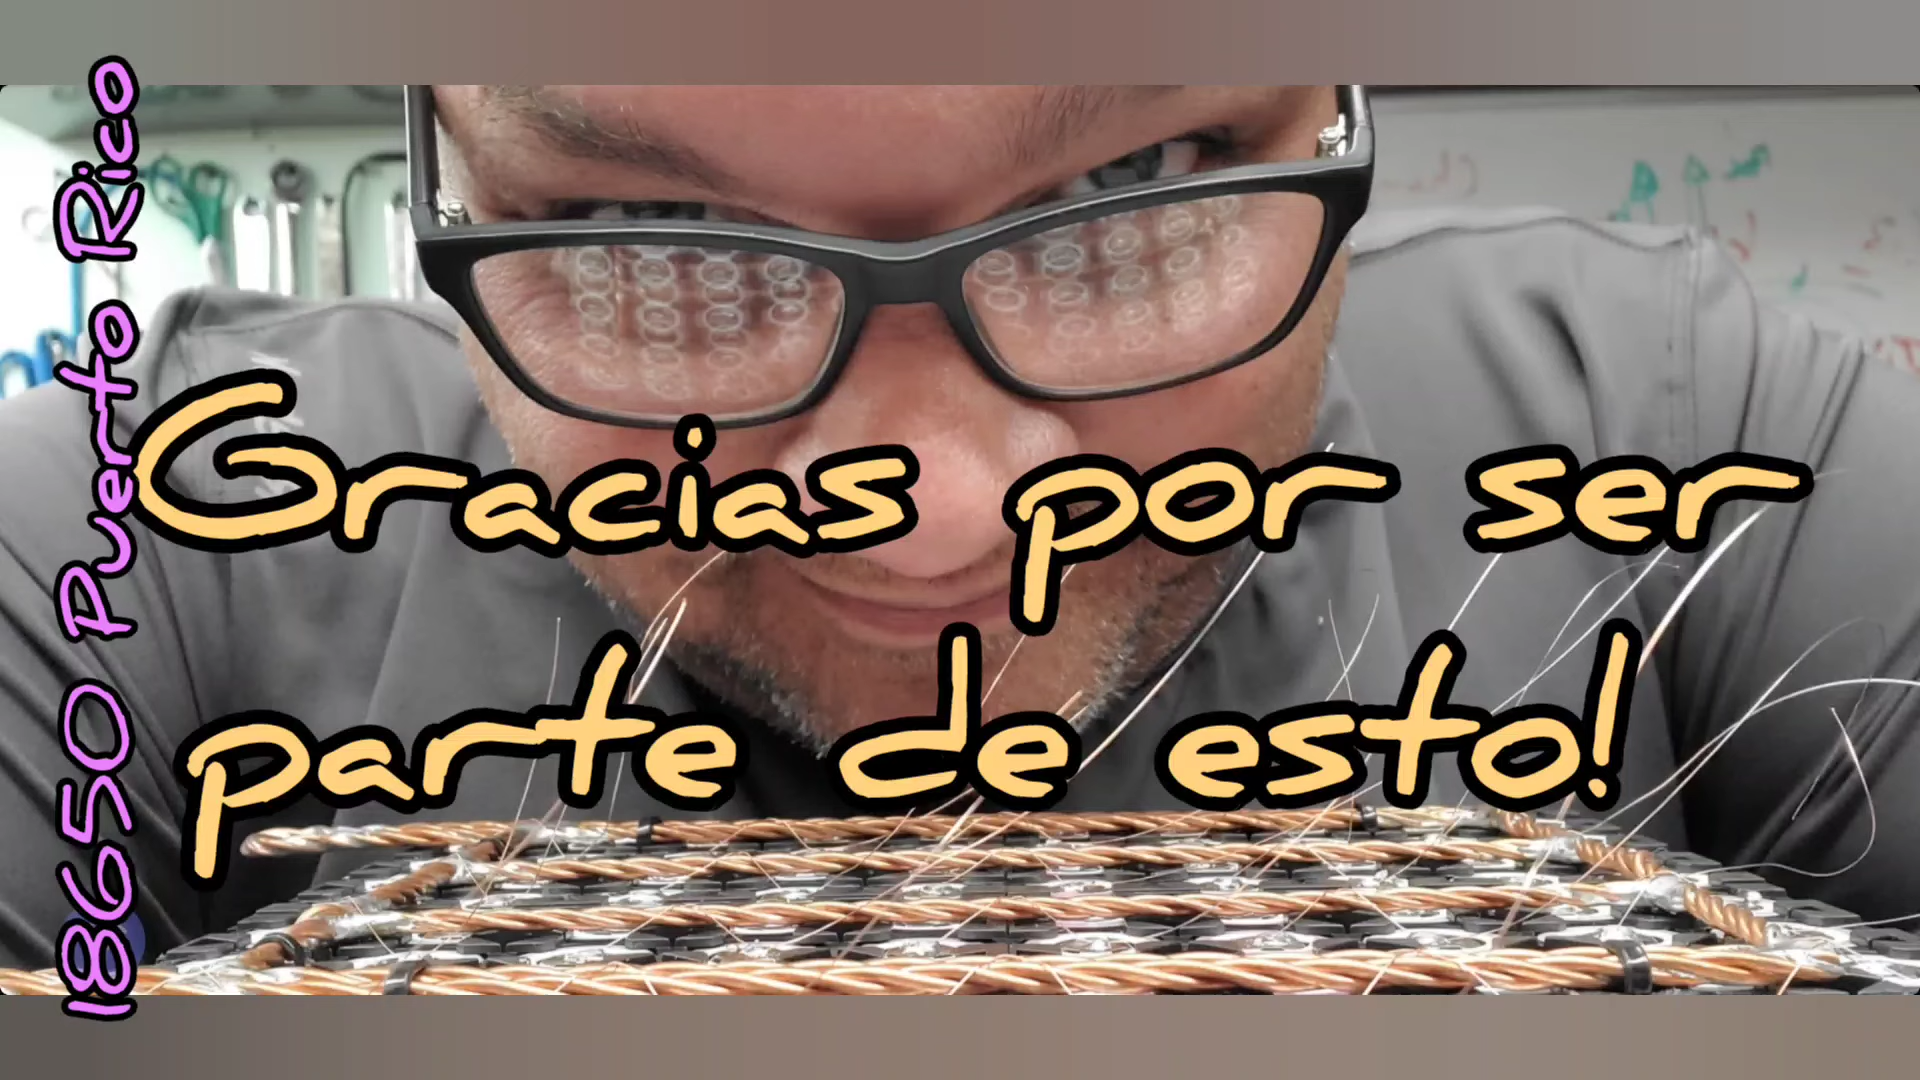 18650 Puerto Rico
Gracias por ser
parte de esto!